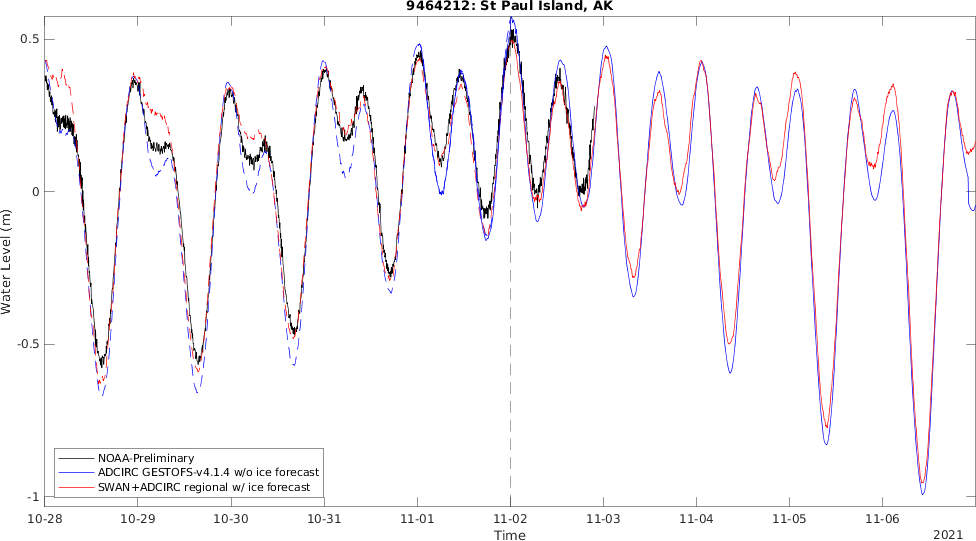 9464212: St Paul Island, AK
0.5
0
-0.5
-1
Water Level (m)
NOAA-Preliminary
ADCIRC GESTOFS-v4.1.4 w/o ice forecast
SWAN+ADCIRC regional w/ ice forecast
10-28 10-29 10-30 10-31 11-01 11-02 11-03 11-04 11-05 11-06
Time
2021